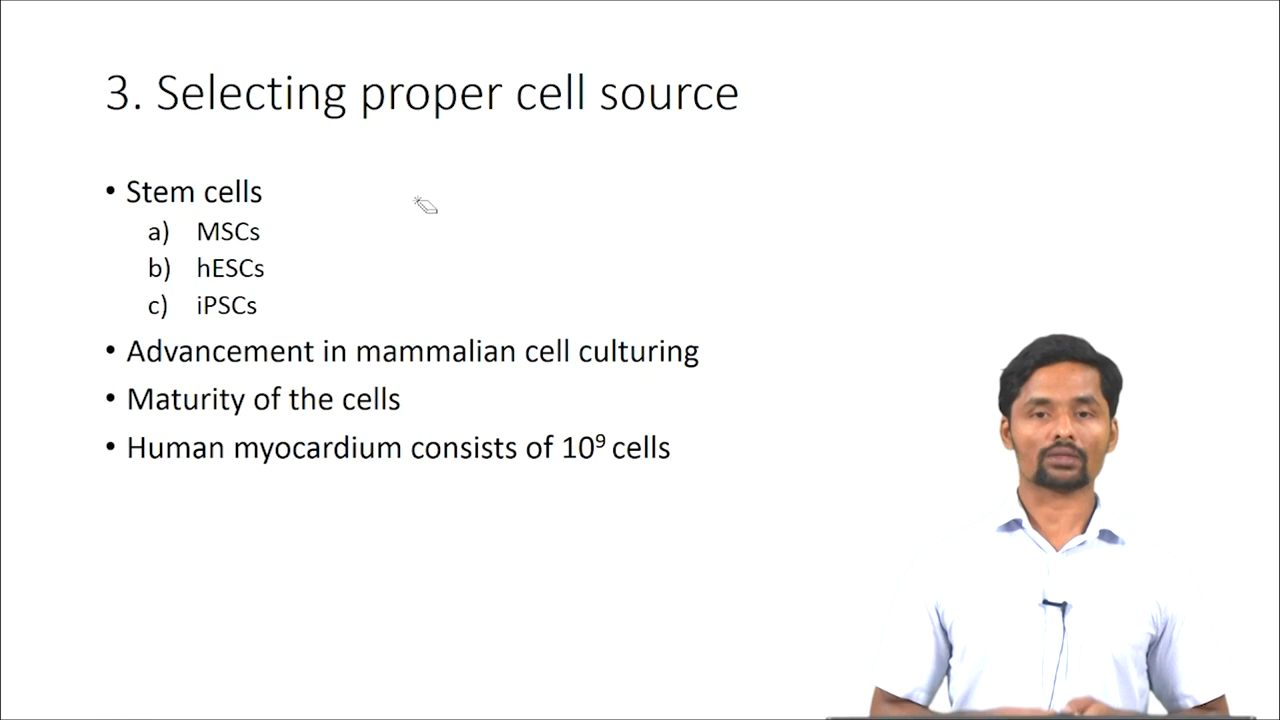 3. Selecting proper cell source
• Stem cells
a) MSCs
b) hESCs
c) iPSCs
• Advancement in mammalian cell culturing
• Maturity of the cells
• Human myocardium consists of 10⁹ cells